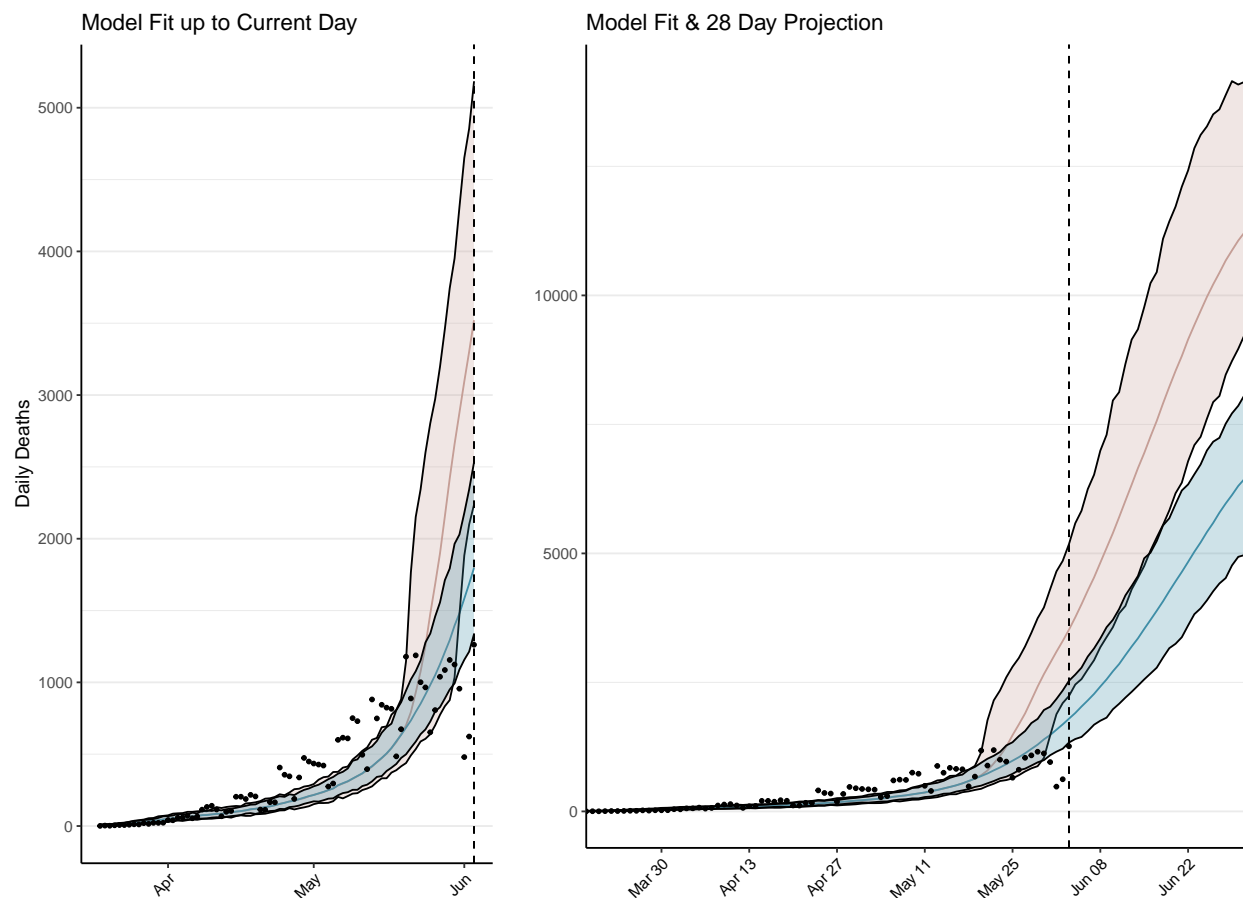 Model Fit up to Current Day
Daily Deaths
5000
4000
3000
2000
1000
0
Apr
May
Jun
Model Fit & 28 Day Projection
10000
5000
0
Mar 30
Apr 13
Apr 27
May 11
May 25
Jun 08
Jun 22